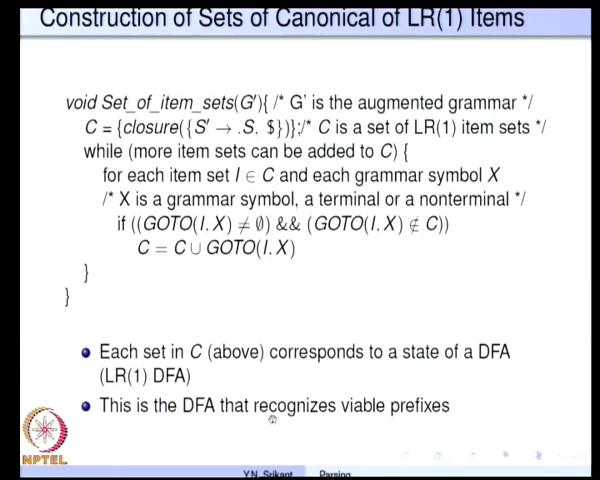 Construction of Sets of Canonical of LR(1) Items
void Set_of_item_sets(G'){ /* G' is the augmented grammar */
C = {closure({S' → .S, $})};/* C is a set of LR(1) item sets */
while (more item sets can be added to C) {
for each item set I ∈ C and each grammar symbol X
/* X is a grammar symbol, a terminal or a nonterminal */
if ((GOTO(I, X) ≠ ∅) && (GOTO(I, X) ∉ C))
C = C ∪ GOTO(I, X)
}
}
Each set in C (above) corresponds to a state of a DFA
(LR(1) DFA)
This is the DFA that recognizes viable prefixes
NPTEL
Y.N. Srikant Parsing